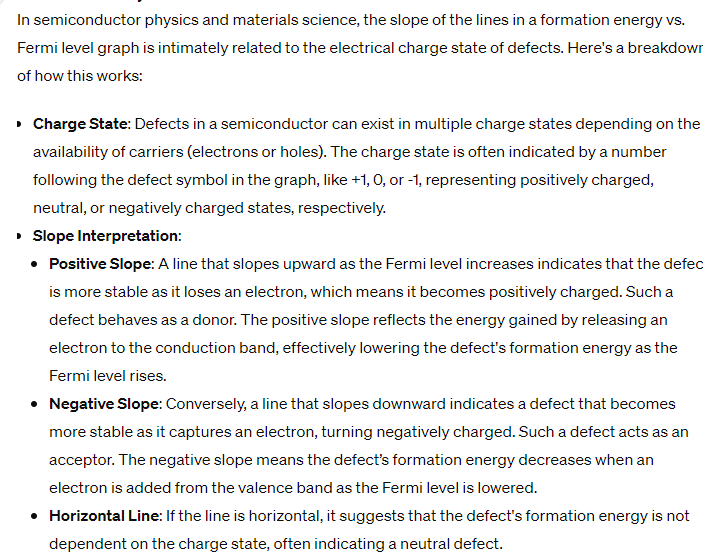 In semiconductor physics and materials science, the slope of the lines in a formation energy vs.
Fermi level graph is intimately related to the electrical charge state of defects. Here's a breakdown
of how this works:
Charge State: Defects in a semiconductor can exist in multiple charge states depending on the
availability of carriers (electrons or holes). The charge state is often indicated by a number
following the defect symbol in the graph, like +1, 0, or -1, representing positively charged,
neutral, or negatively charged states, respectively.
Slope Interpretation:
Positive Slope: A line that slopes upward as the Fermi level increases indicates that the defec
is more stable as it loses an electron, which means it becomes positively charged. Such a
defect behaves as a donor. The positive slope reflects the energy gained by releasing an
electron to the conduction band, effectively lowering the defect's formation energy as the
Fermi level rises.
Negative Slope: Conversely, a line that slopes downward indicates a defect that becomes
more stable as it captures an electron, turning negatively charged. Such a defect acts as an
acceptor. The negative slope means the defect's formation energy decreases when an
electron is added from the valence band as the Fermi level is lowered.
Horizontal Line: If the line is horizontal, it suggests that the defect's formation energy is not
dependent on the charge state, often indicating a neutral defect.